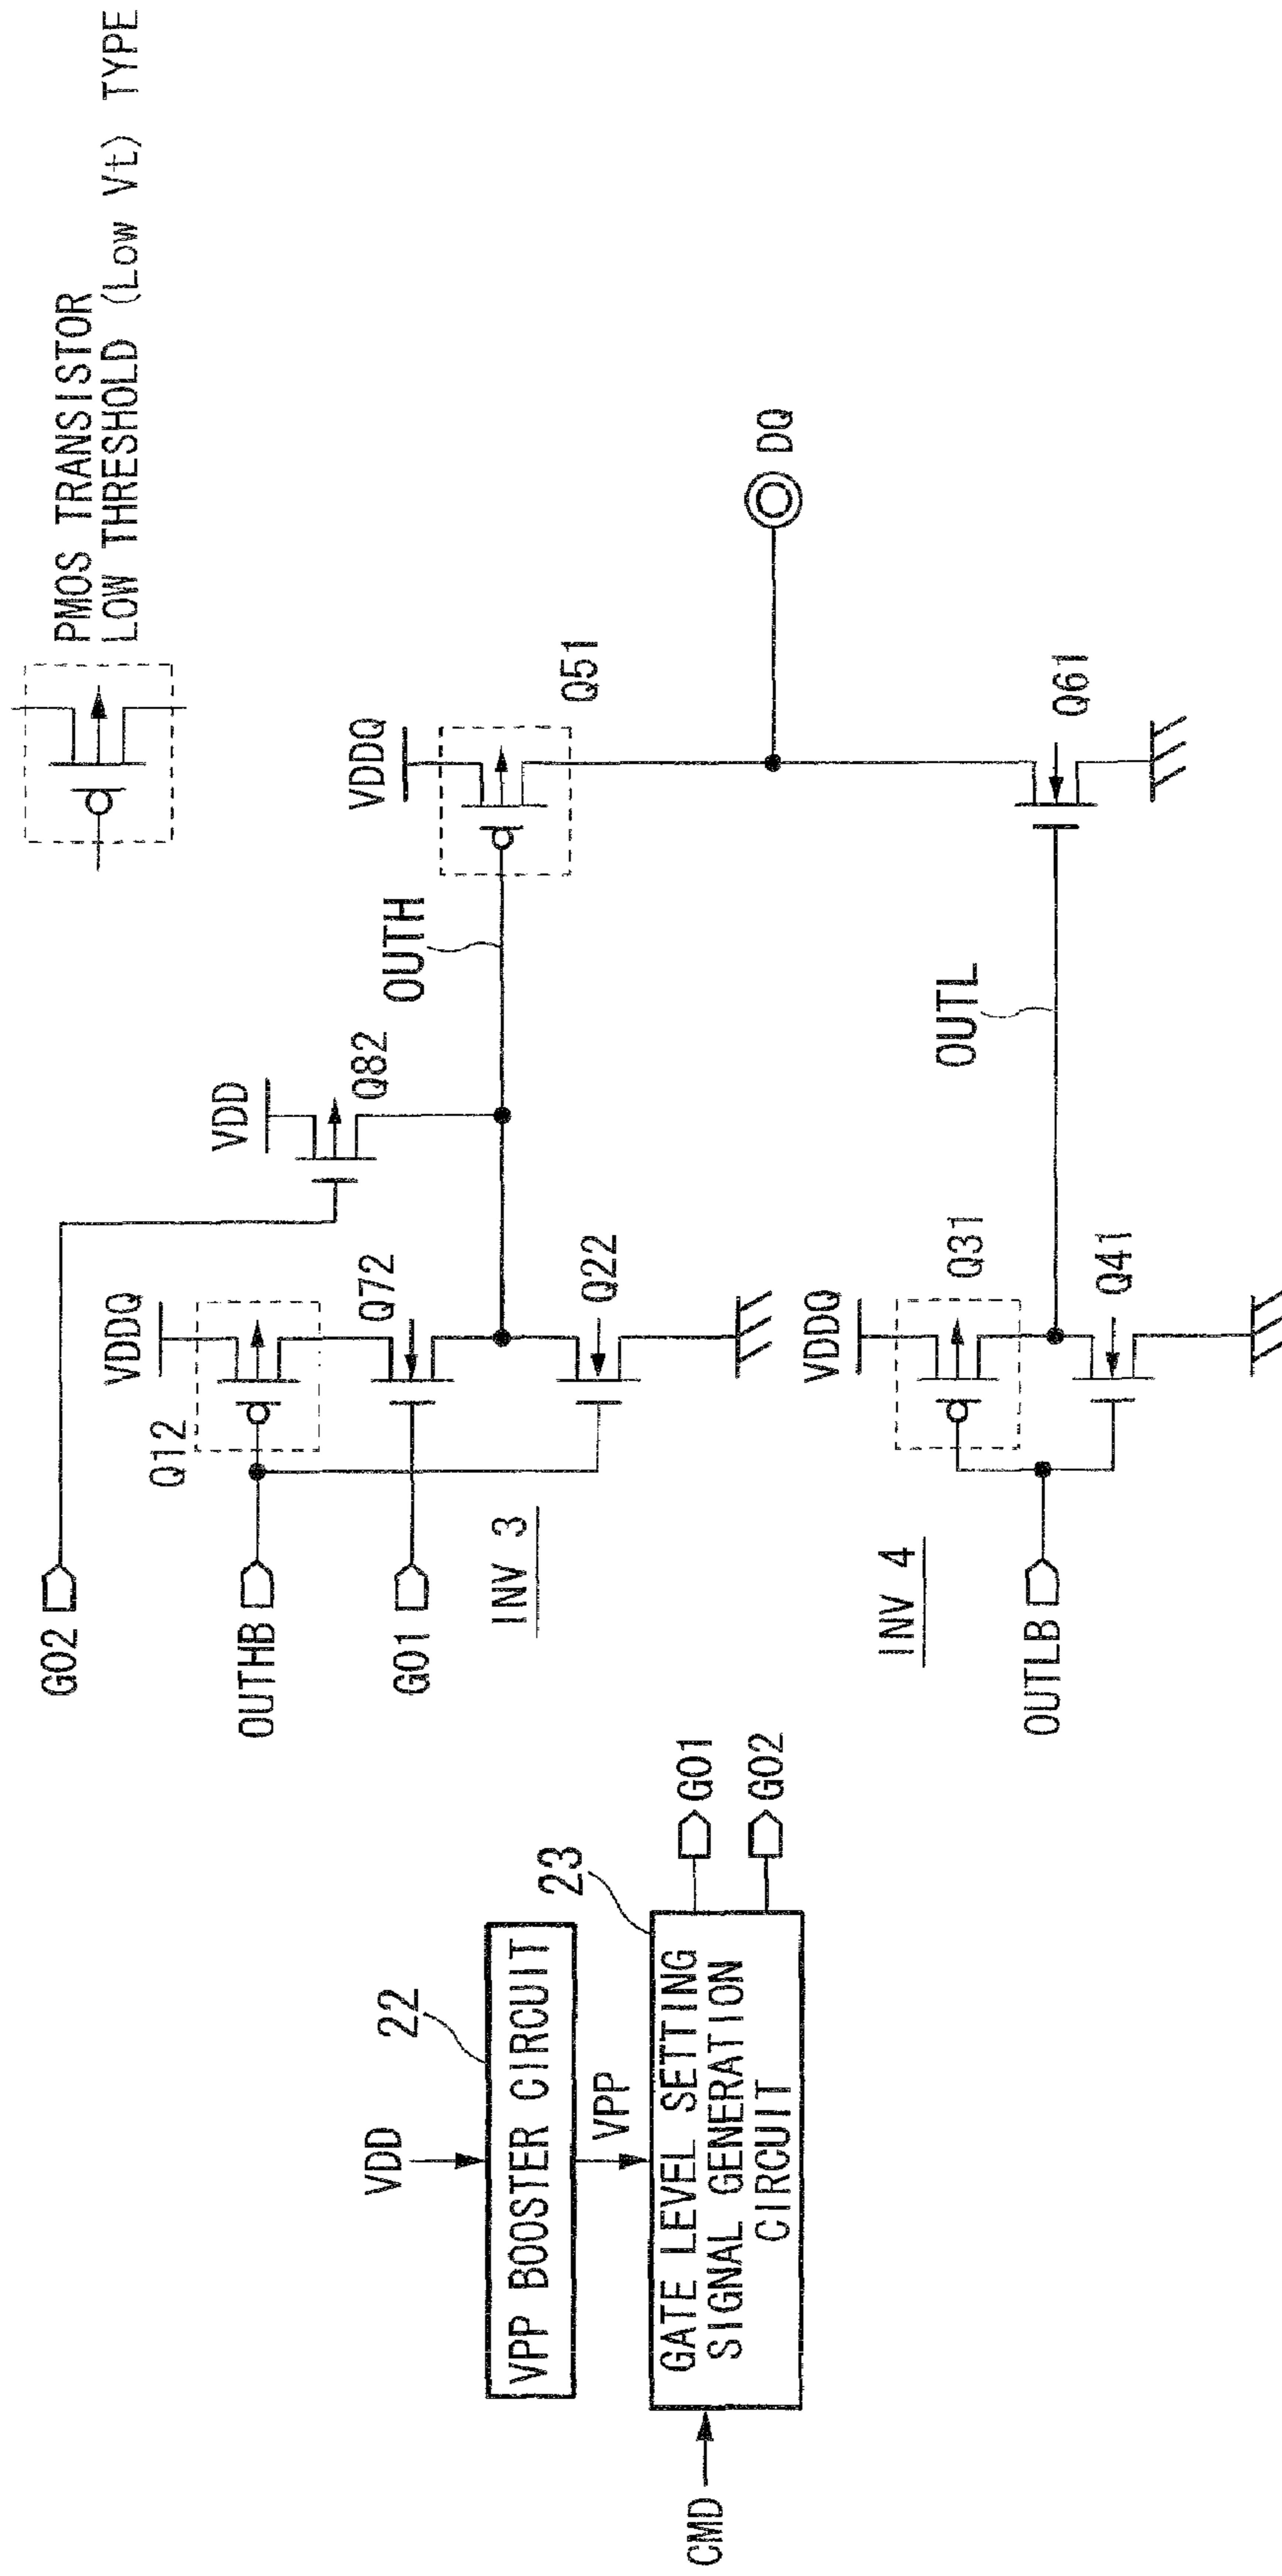 PMOS TRANSISTOR
LOW THRESHOLD (Low Vt) TYPE
G02
OUTHB
G01
INV 3
Q12
VDDQ
Q72
Q22
VDD
Q82
OUTH
VDDQ
Q51
DQ
Q61
OUTL
INV 4
OUTLB
VDDQ
Q31
Q41
VDD
22
VPP BOOSTER CIRCUIT
VPP
23
GATE LEVEL SETTING
SIGNAL GENERATION
CIRCUIT
CMD
G01
G02